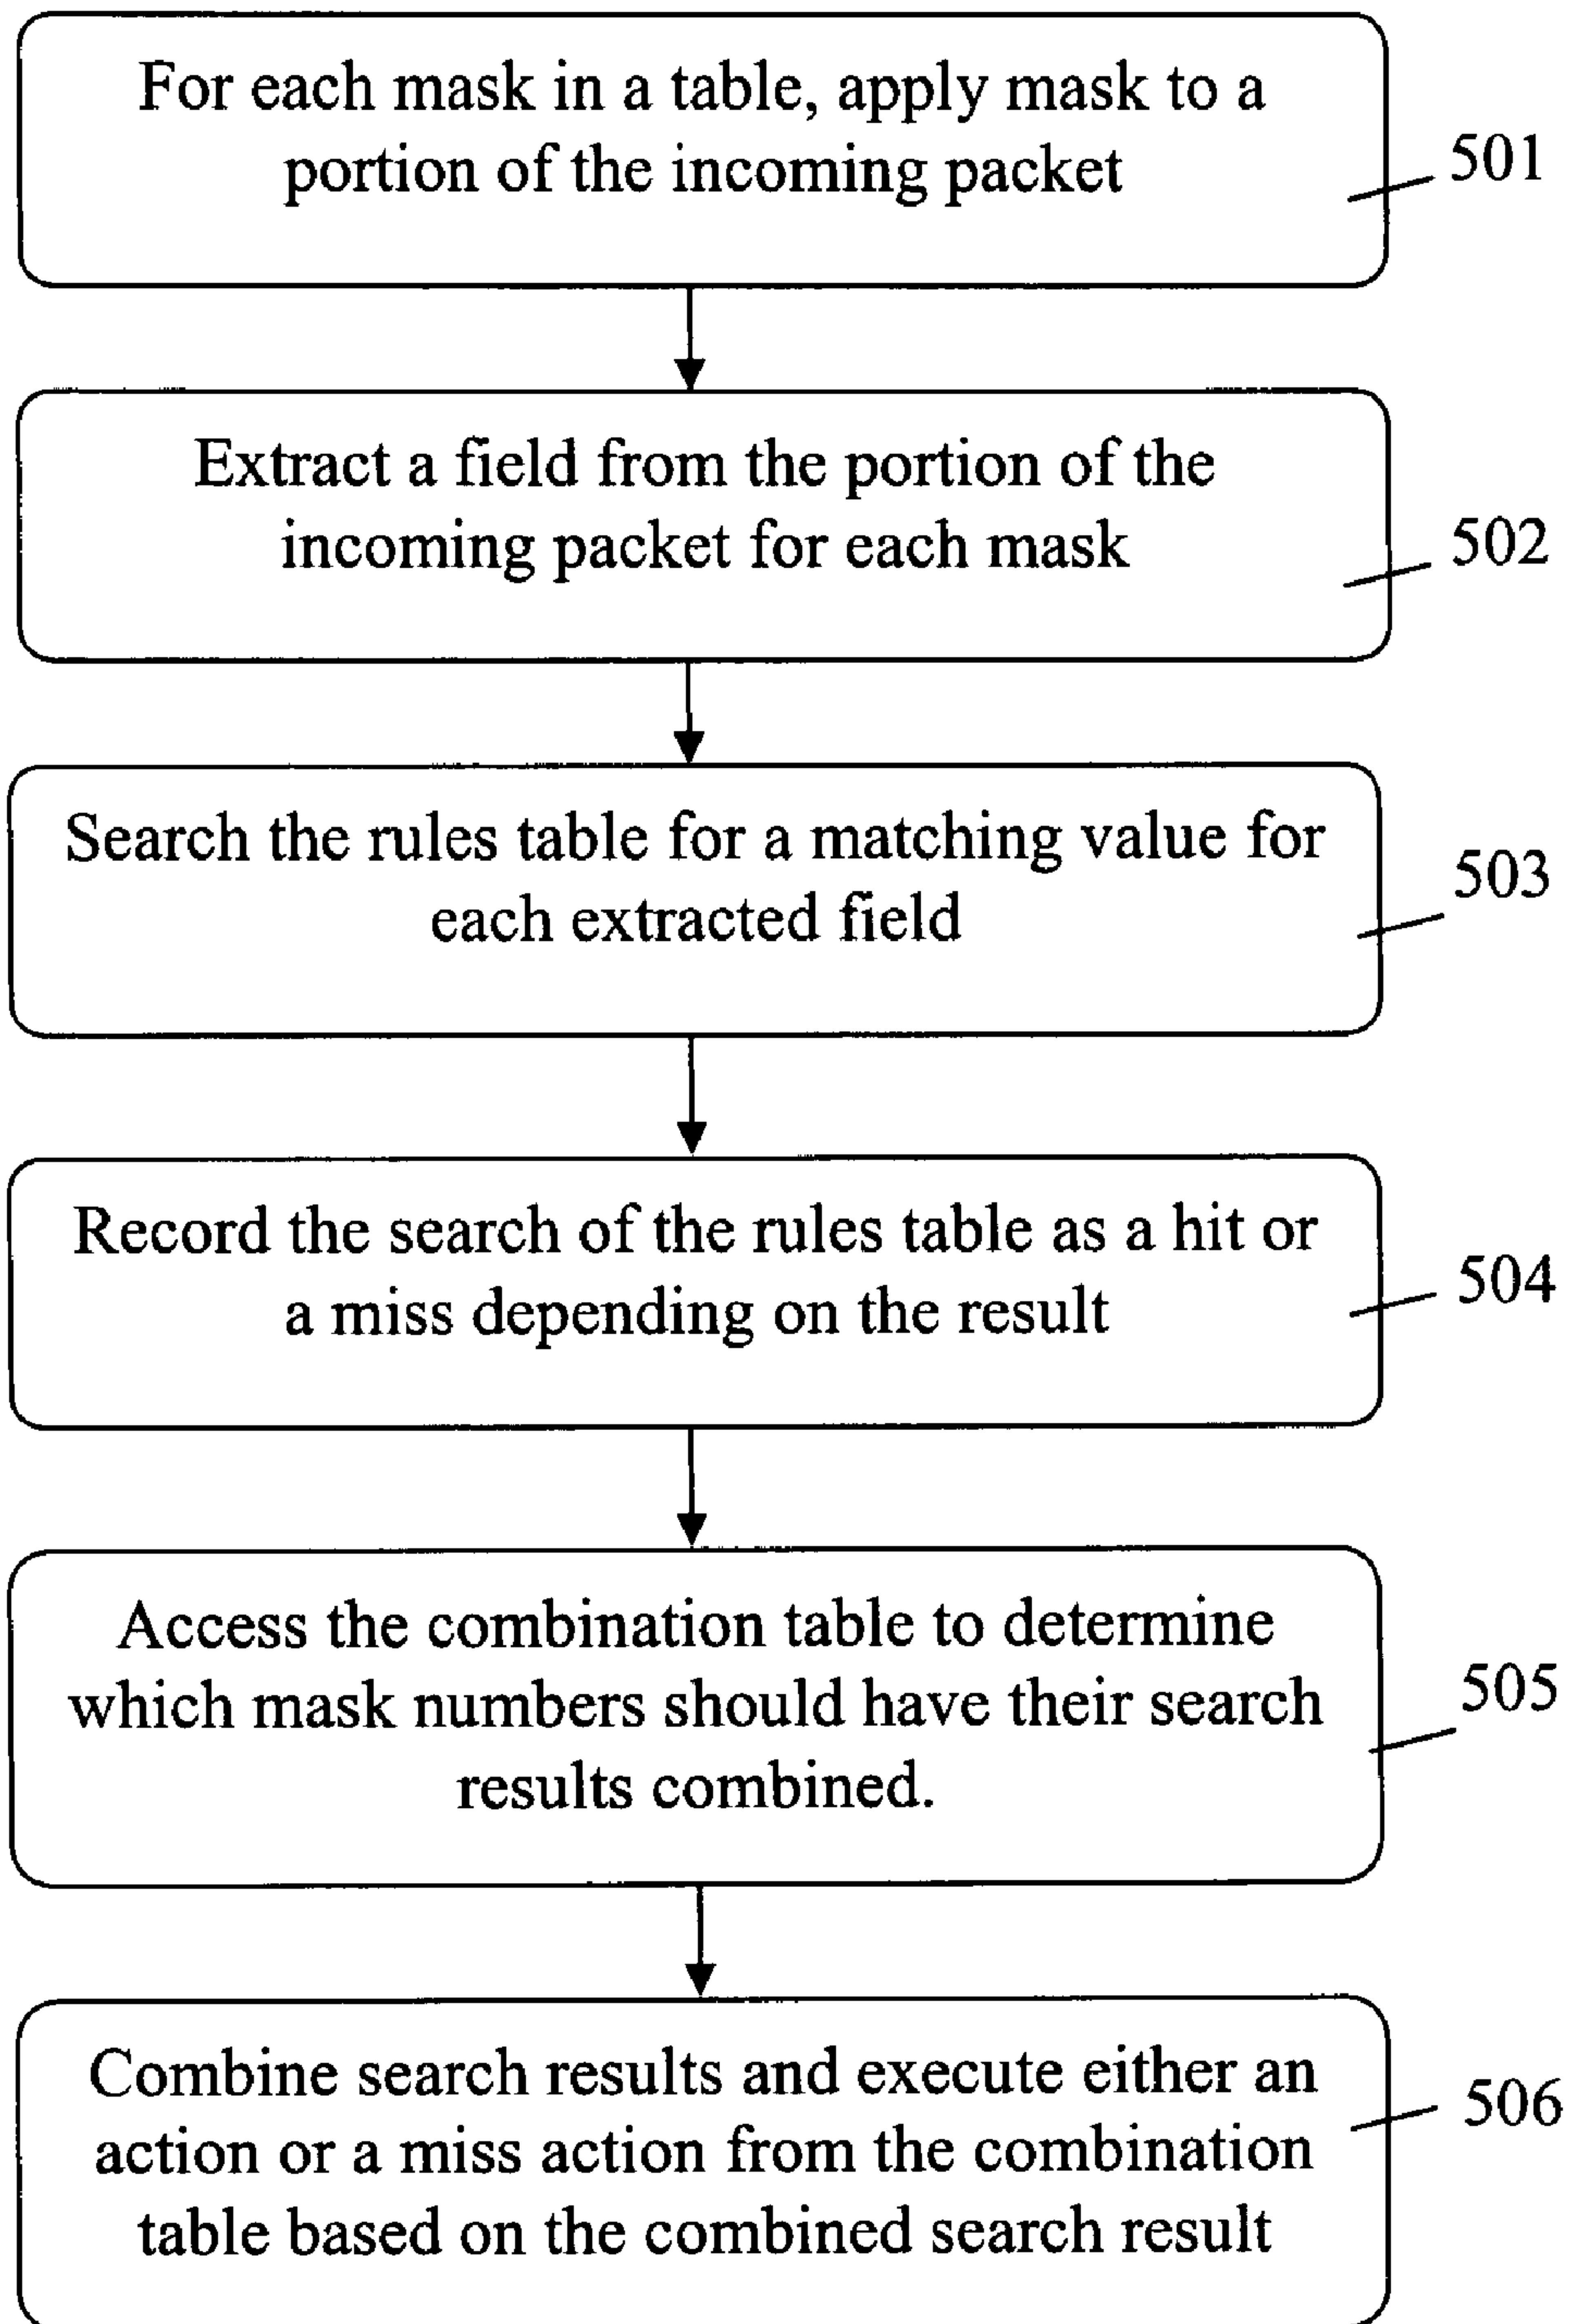 For each mask in a table, apply mask to a
portion of the incoming packet
501
Extract a field from the portion of the
incoming packet for each mask
502
Search the rules table for a matching value for
each extracted field
503
Record the search of the rules table as a hit or
a miss depending on the result
504
Access the combination table to determine
which mask numbers should have their search
results combined.
505
Combine search results and execute either an
action or a miss action from the combination
table based on the combined search result
506